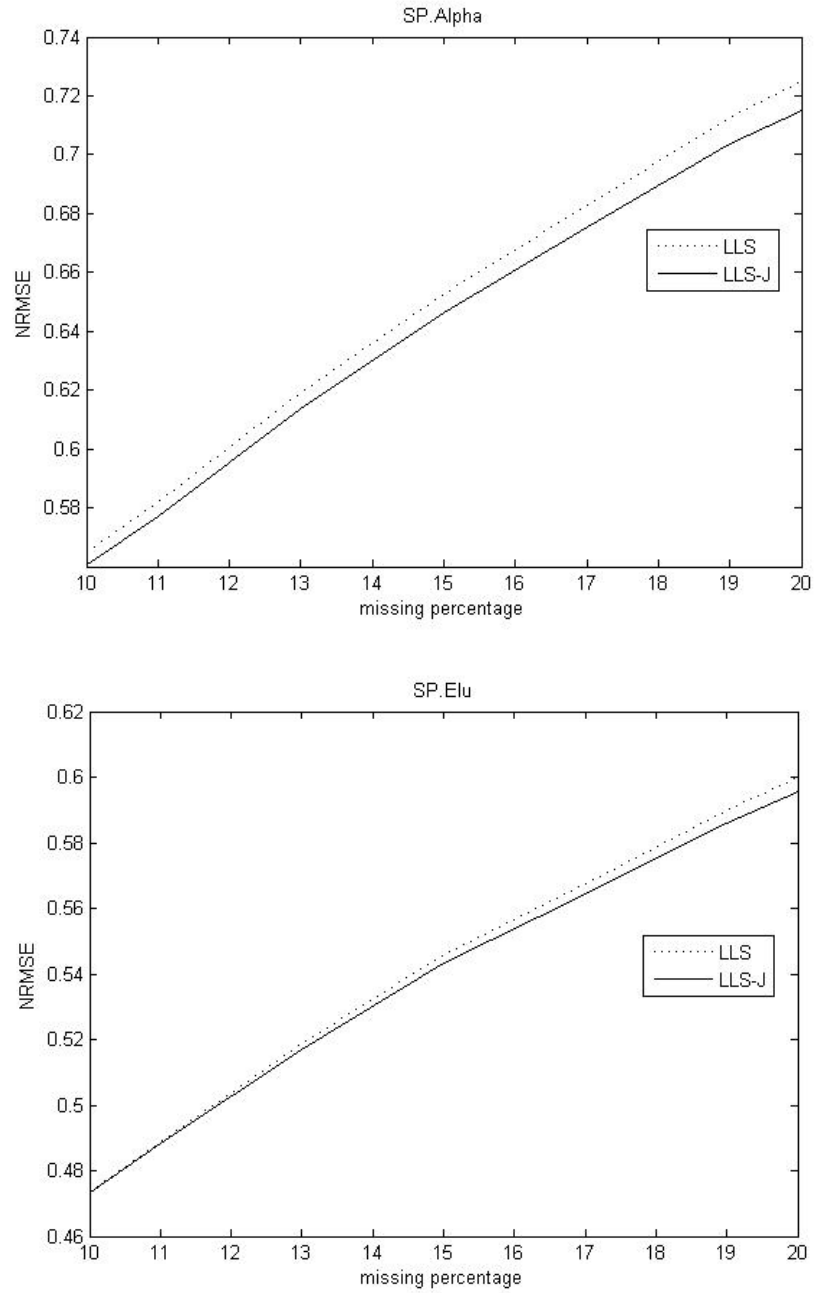 SP.Alpha
0.74
0.72
0.7
0.68
0.66
0.64
0.62
0.6
0.58
NRMSE
LLS
LLS-J
10 11 12 13 14 15 16 17 18 19 20
missing percentage
SP.Elu
0.62
0.6
0.58
0.56
0.54
0.52
0.5
0.48
0.46
NRMSE
LLS
LLS-J
10 11 12 13 14 15 16 17 18 19 20
missing percentage